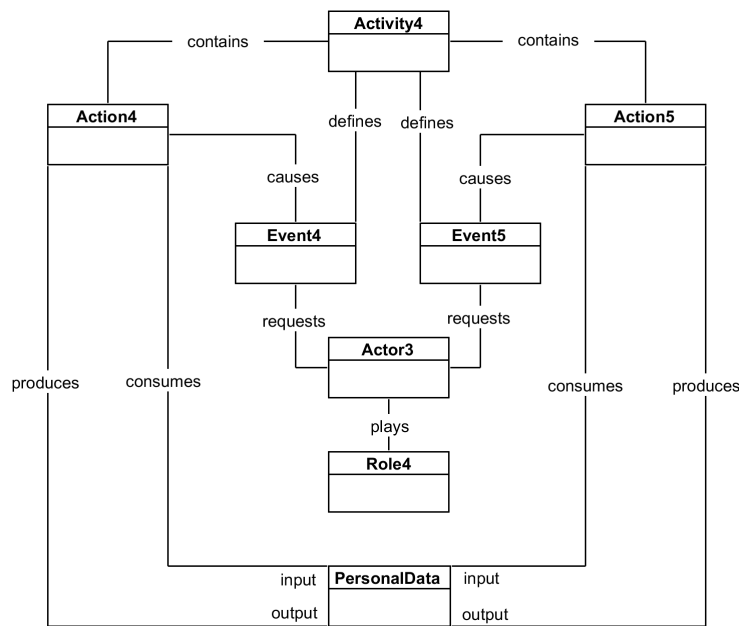 Activity4
contains
contains
Action4
Action5
defines
defines
causes
causes
Event4
Event5
requests
requests
Actor3
produces
consumes
consumes
produces
plays
Role4
input
PersonalData
input
output
output